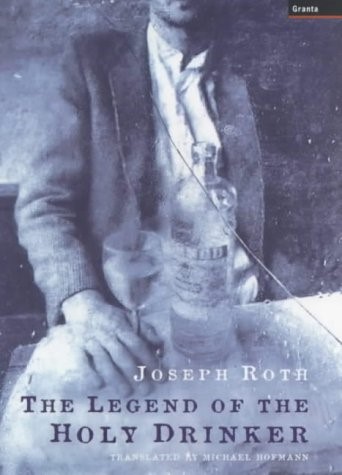 Granta
JOSEPH ROTH
THE LEGEND OF THE
HOLY DRINKER
TRANSLATED BY MICHAEL HOFMANN